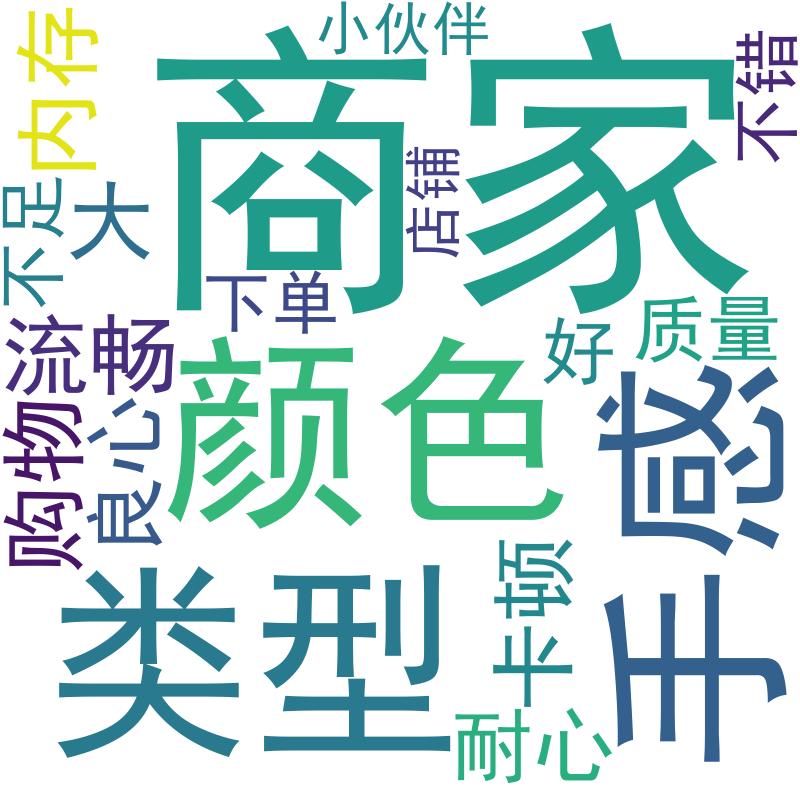 小伙伴
商家
不错
内存
店铺
不足
大
下单
质量
好
流畅
颜色
手感
购物
良心
类型
卡顿
耐心